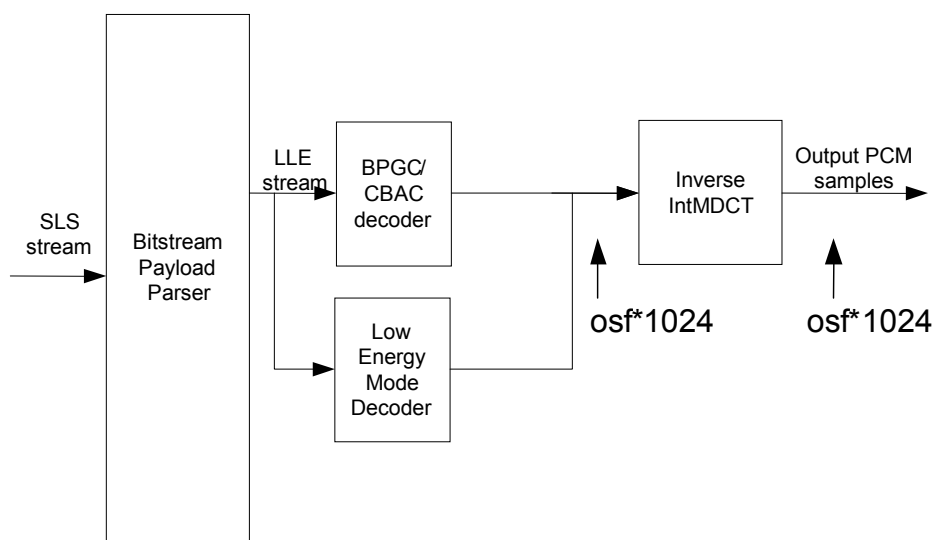 SLS
stream
Bitstream
Payload
Parser
LLE
stream
BPGC/
CBAC
decoder
Low
Energy
Mode
Decoder
Inverse
IntMDCT
Output PCM
samples
osf*1024
osf*1024